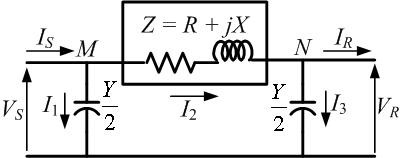 Z = R + jX
I_S M N I_R
V_S I_1 Y/2 I_2 Y/2 I_3 V_R